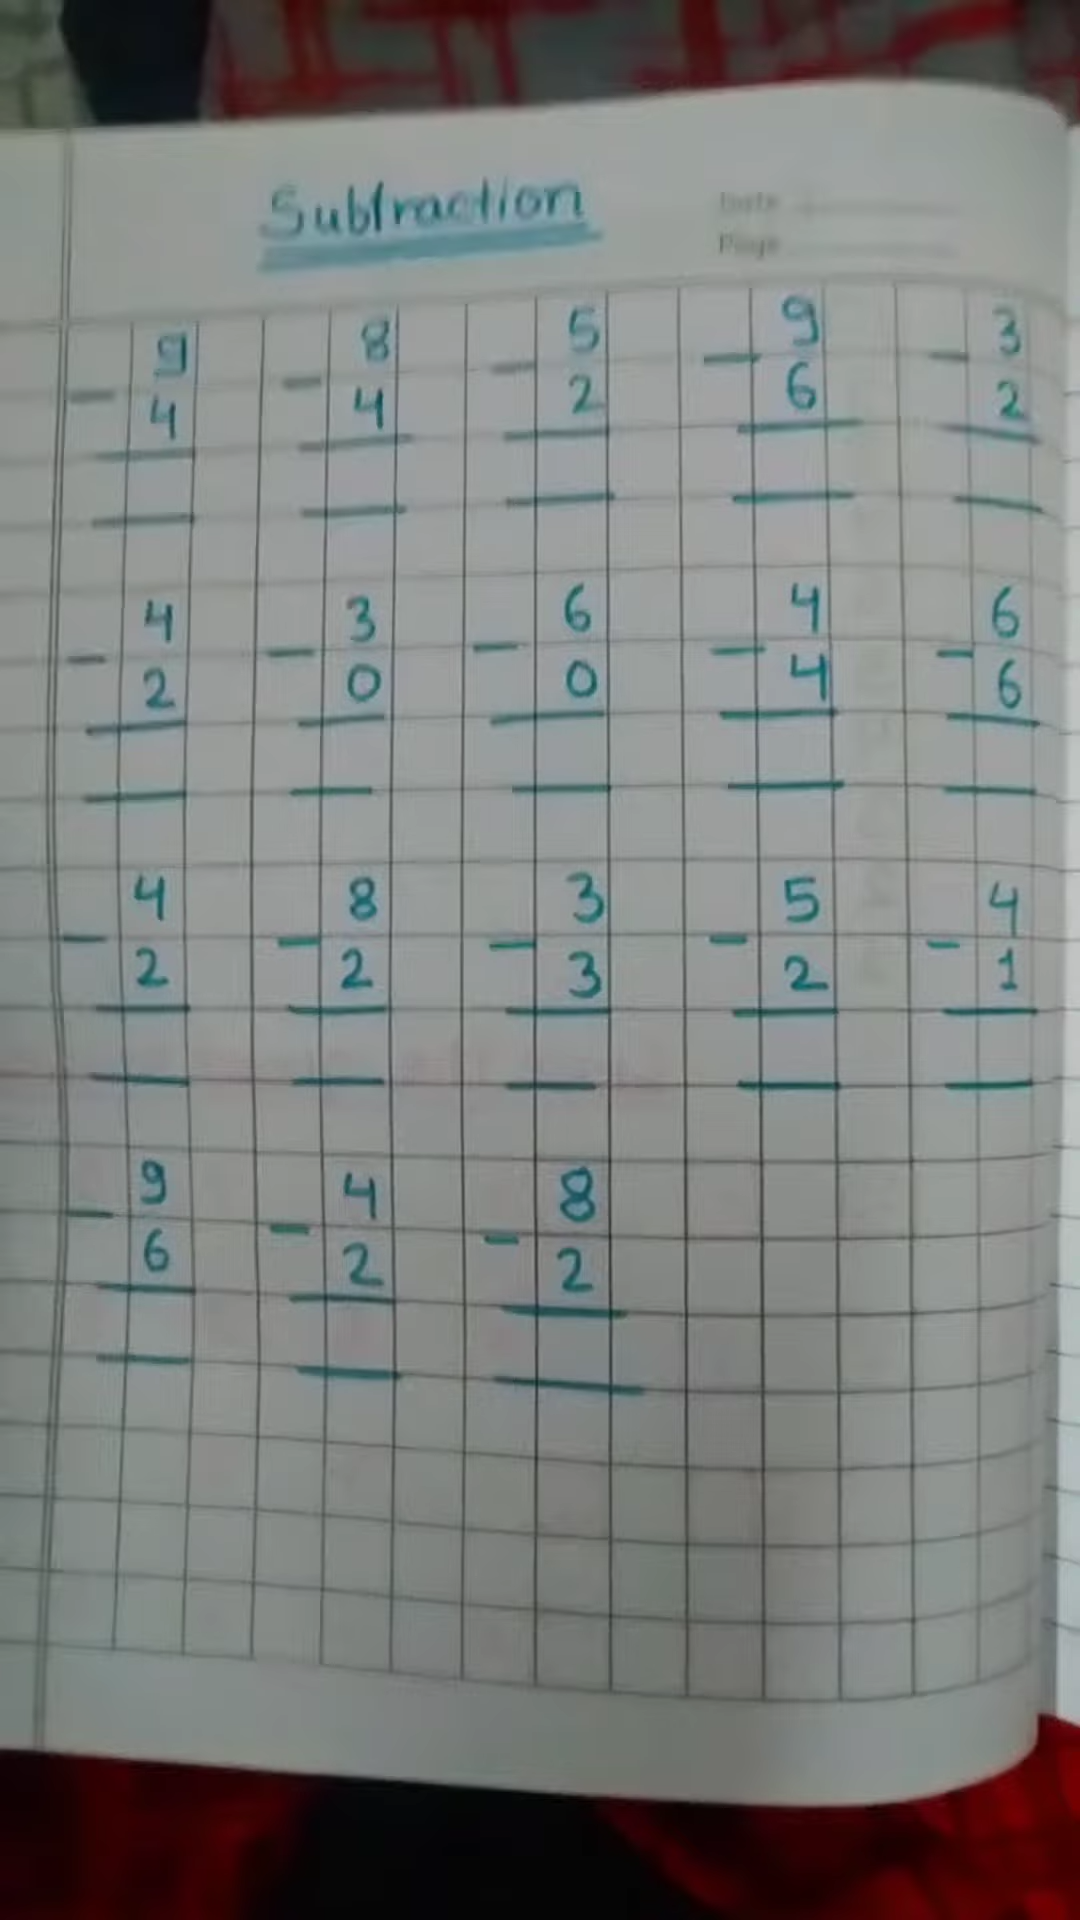 Subtraction
Date
Page
9 8 5 9 3
- 4 - 4 - 2 - 6 - 2
4 3 6 4 6
- 2 - 0 - 0 - 4 - 6
4 8 3 5 4
- 2 - 2 - 3 - 2 - 1
9 4 8
- 6 - 2 - 2